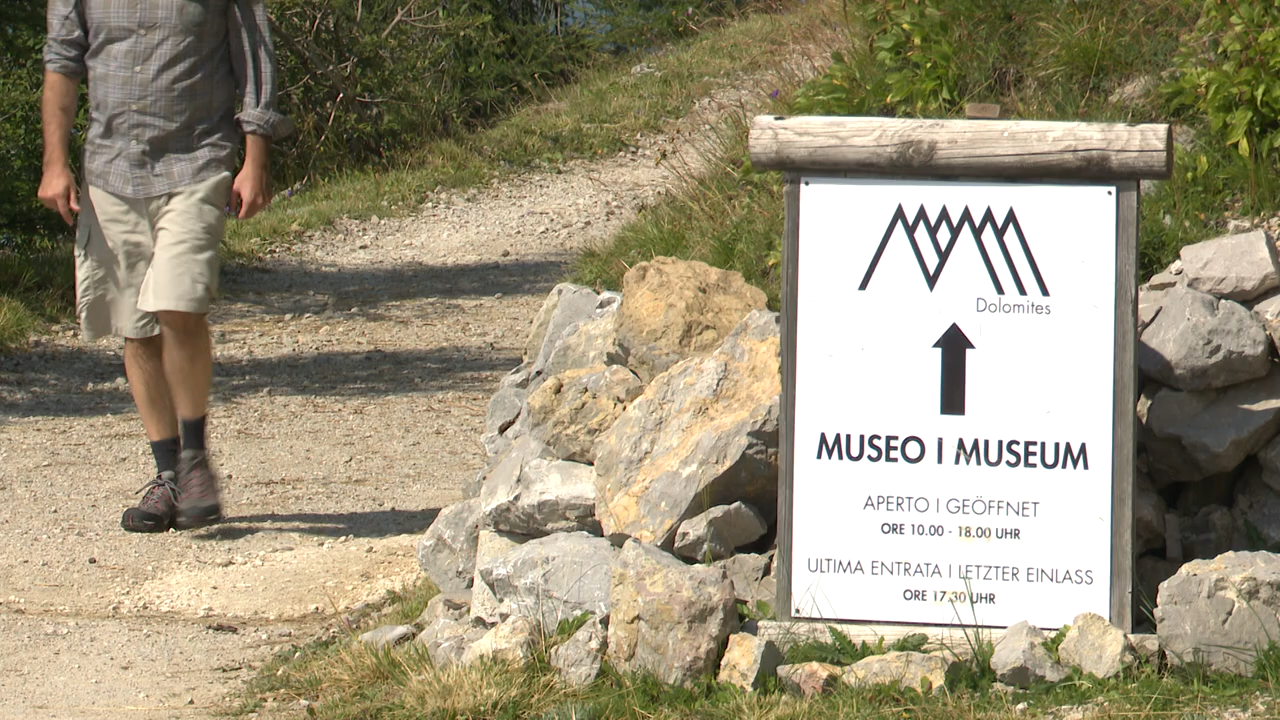 Dolomites
MUSEO I MUSEUM
APERTO I GEÖFFNET
ORE 10.00 - 18.00 UHR
ULTIMA ENTRATA I LETZTER EINLASS
ORE 17.30 UHR